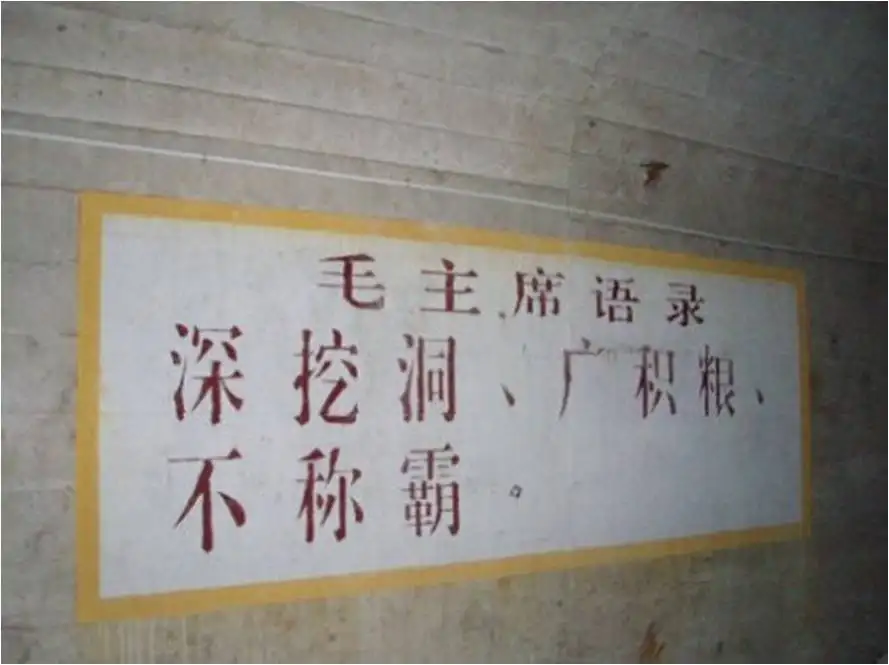 毛主席语录
深挖洞、广积粮、
不称霸。